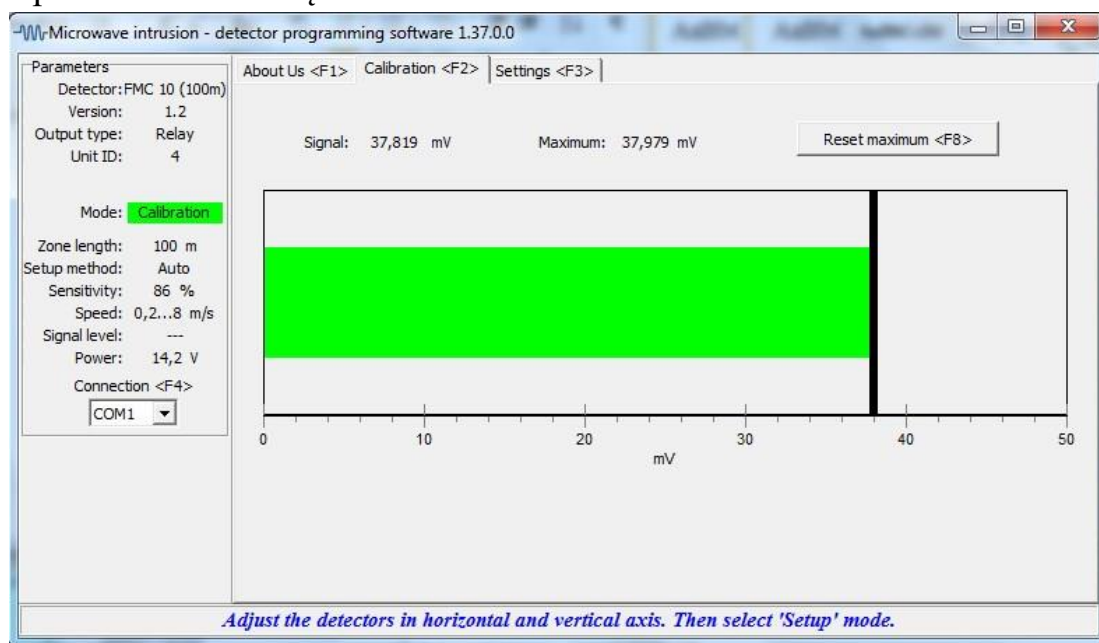 Microwave intrusion - detector programming software 1.37.0.0
Parameters
Detector: FMC 10 (100m)
Version: 1.2
Output type: Relay
Unit ID: 4
Mode: Calibration
Zone length: 100 m
Setup method: Auto
Sensitivity: 86 %
Speed: 0,2...8 m/s
Signal level: ---
Power: 14,2 V
Connection <F4>
COM1
About Us <F1> Calibration <F2> Settings <F3>
Signal: 37,819 mV Maximum: 37,979 mV Reset maximum <F8>
0 10 20 30 40 50
mV
Adjust the detectors in horizontal and vertical axis. Then select 'Setup' mode.